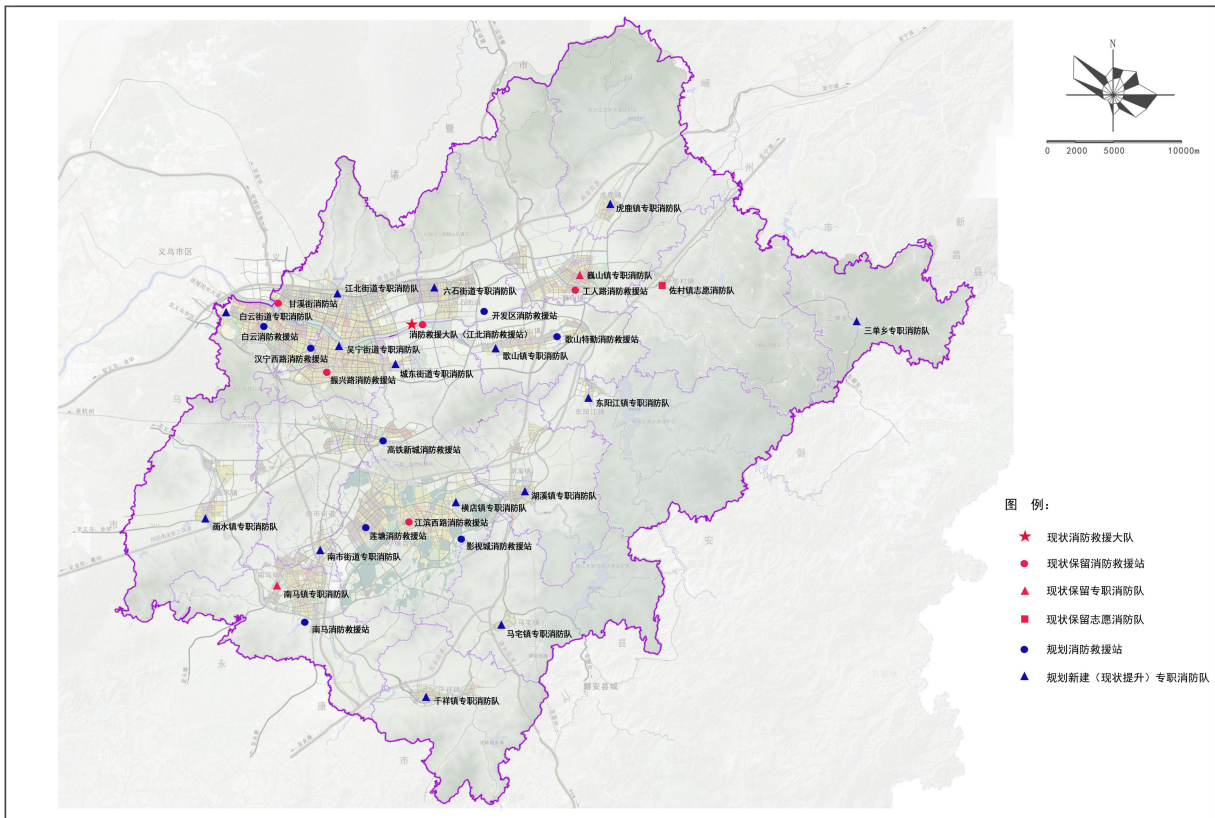 N
0 2000 5000 10000m
虎鹿镇专职消防队
义乌市区
巍山镇专职消防队
江北街道专职消防队
六石街道专职消防队
工人路消防救援站
佐村镇志愿消防队
甘溪街消防站
白云街道专职消防队
开发区消防救援站
三单乡专职消防队
白云消防救援站
消防救援大队（江北消防救援站）
歌山特勤消防救援站
汉宁西路消防救援站
吴宁街道专职消防队
歌山镇专职消防队
振兴路消防救援站
城东街道专职消防队
东阳江镇专职消防队
东阳江镇
高铁新城消防救援站
湖溪镇专职消防队
横店镇专职消防队
画水镇专职消防队
江滨西路消防救援站
莲塘消防救援站
影视城消防救援站
南市街道专职消防队
南马镇专职消防队
南马消防救援站
马宅镇
马宅镇专职消防队
磐安县城
千祥镇专职消防队
图 例：
现状消防救援大队
现状保留消防救援站
现状保留专职消防队
现状保留志愿消防队
规划消防救援站
规划新建（现状提升）专职消防队